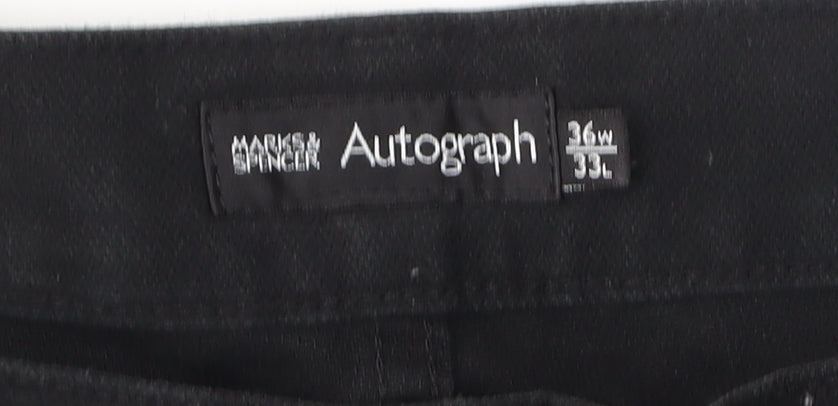 MARKS &
SPENCER
Autograph
36W
33L